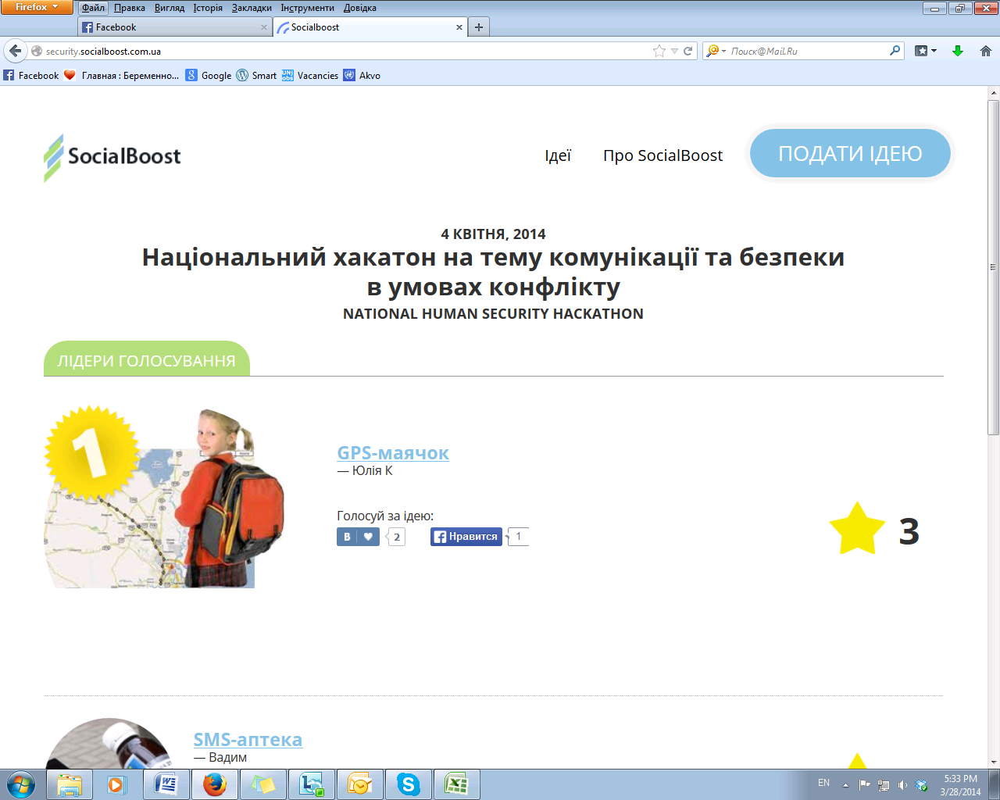 Firefox
Файл Правка Вигляд Історія Закладки Інструменти Довідка
Facebook
Socialboost
security.socialboost.com.ua
Поиск@Mail.Ru
Facebook
Главная : Беременно...
Google
Smart
Vacancies
Akvo
SocialBoost
Ідеї
Про SocialBoost
ПОДАТИ ІДЕЮ
4 КВІТНЯ, 2014
Національний хакатон на тему комунікації та безпеки
в умовах конфлікту
NATIONAL HUMAN SECURITY HACKATHON
ЛІДЕРИ ГОЛОСУВАННЯ
1
GPS-маячок
— Юлія К
Голосуй за ідею:
В
2
Нравится
1
3
SMS-аптека
— Вадим
EN
5:33 PM
3/28/2014